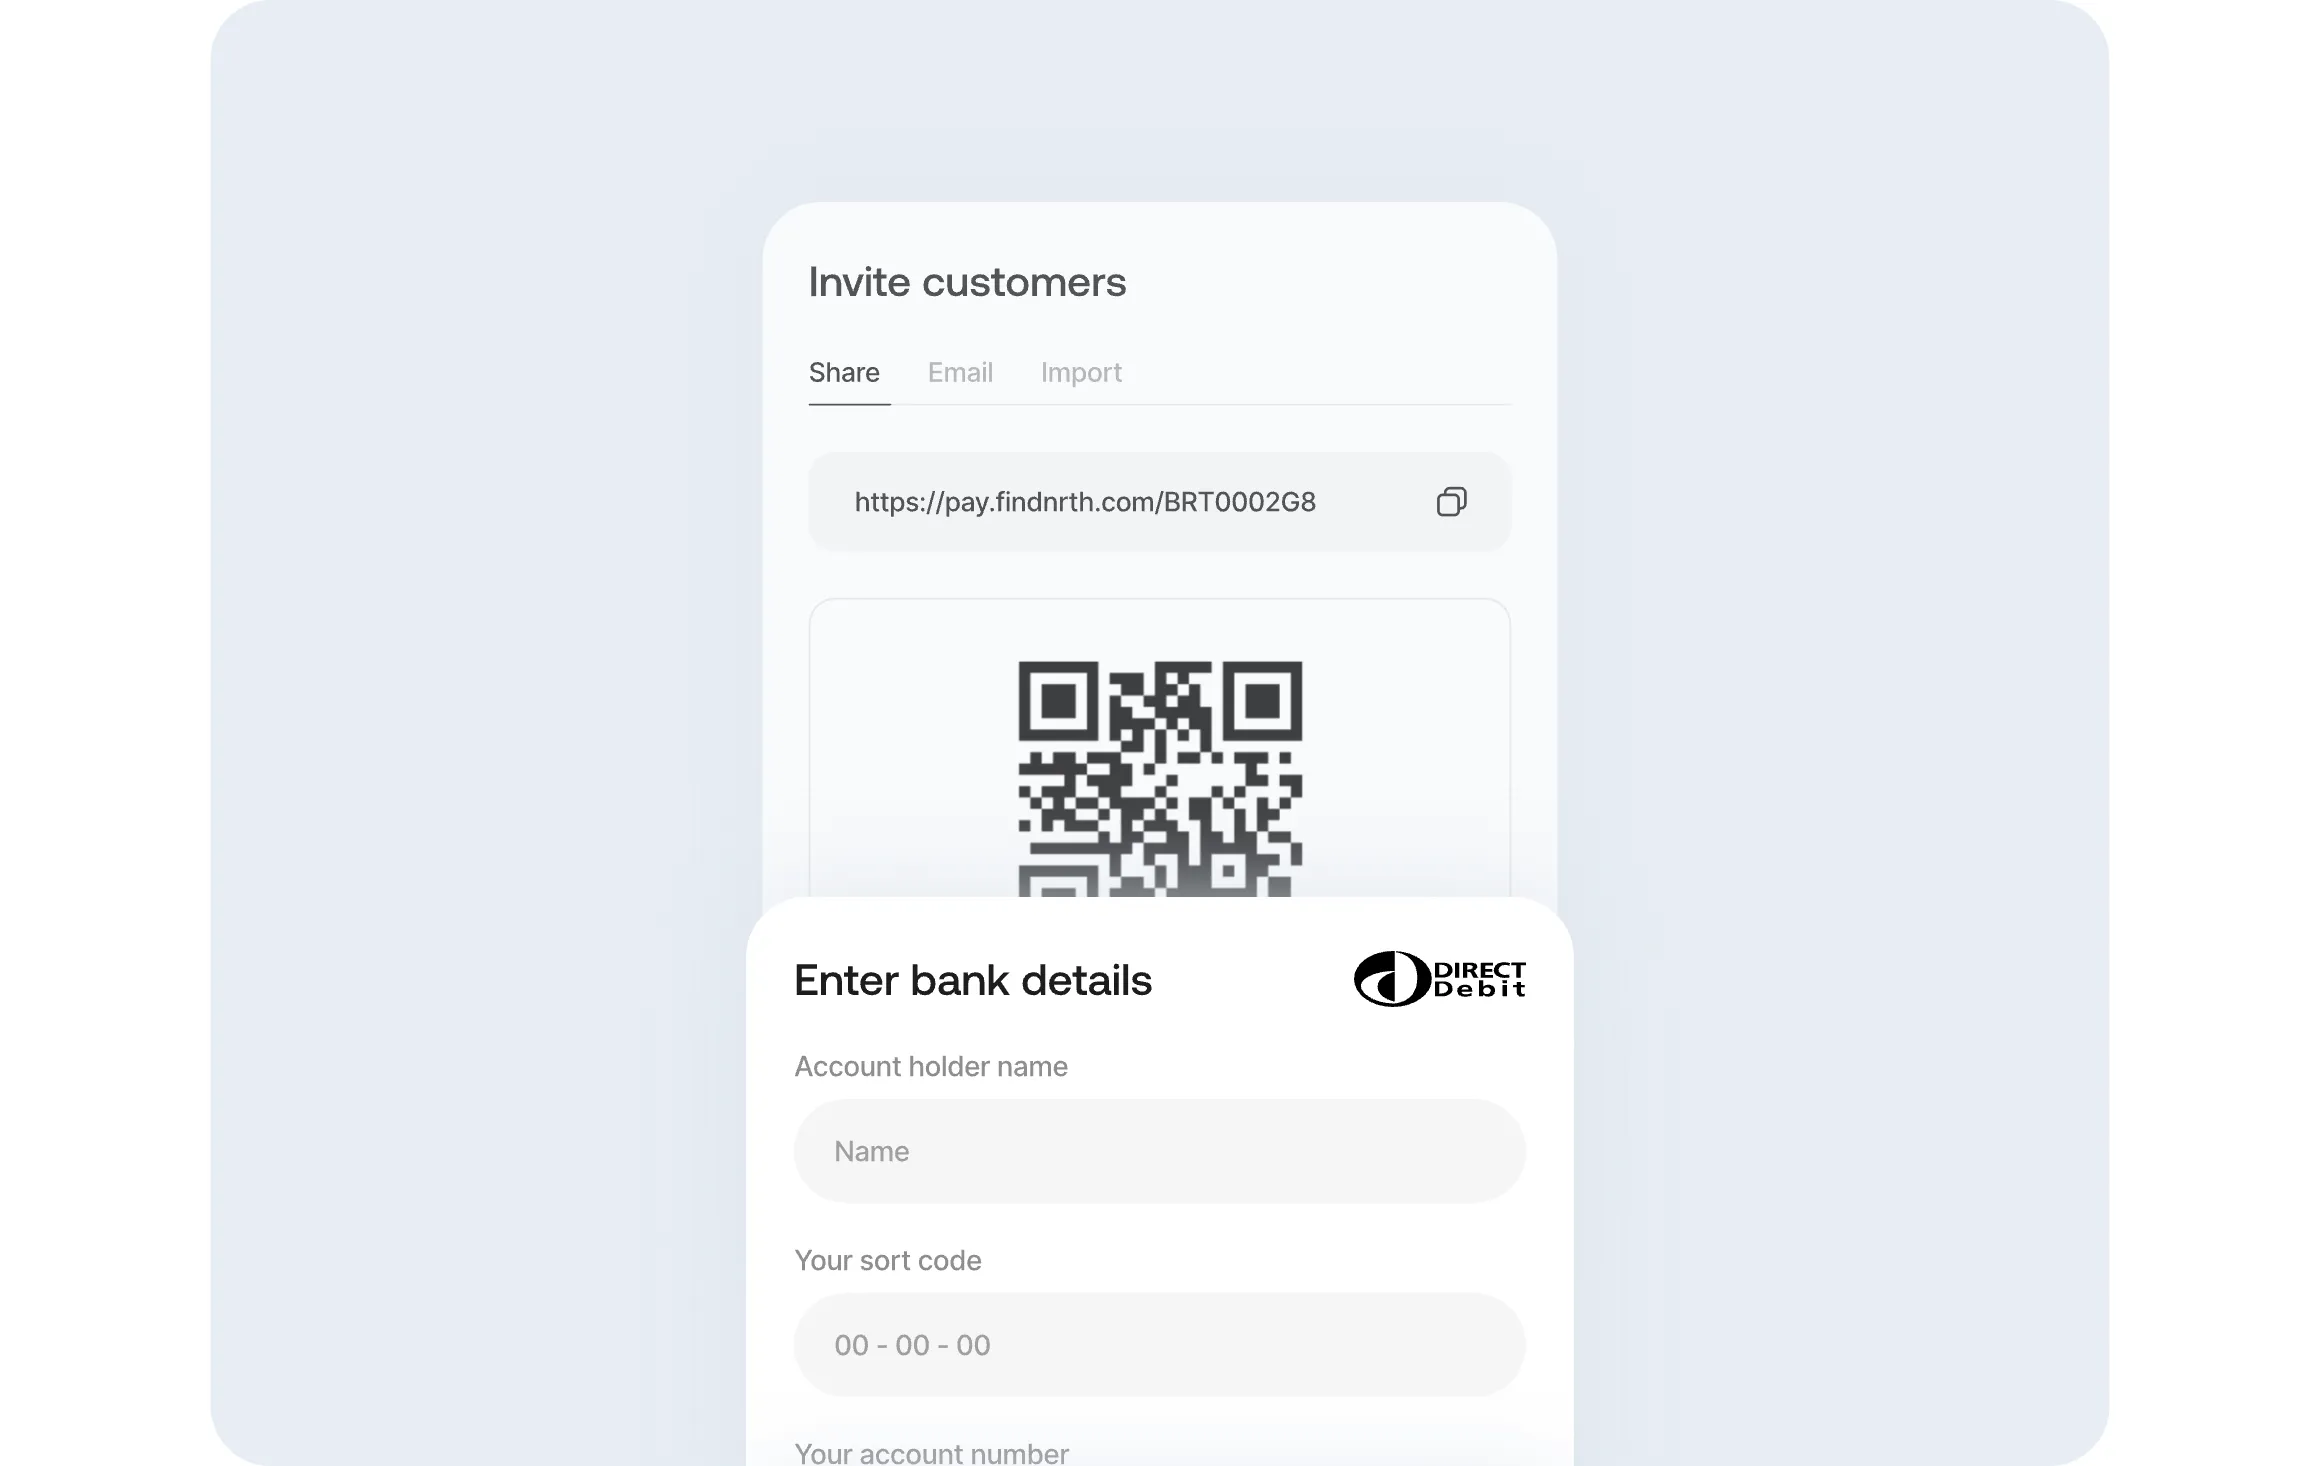 Invite customers
Share Email Import
https://pay.findnrth.com/BRT0002G8
Enter bank details
DIRECT
Debit
Account holder name
Name
Your sort code
00 - 00 - 00
Your account number